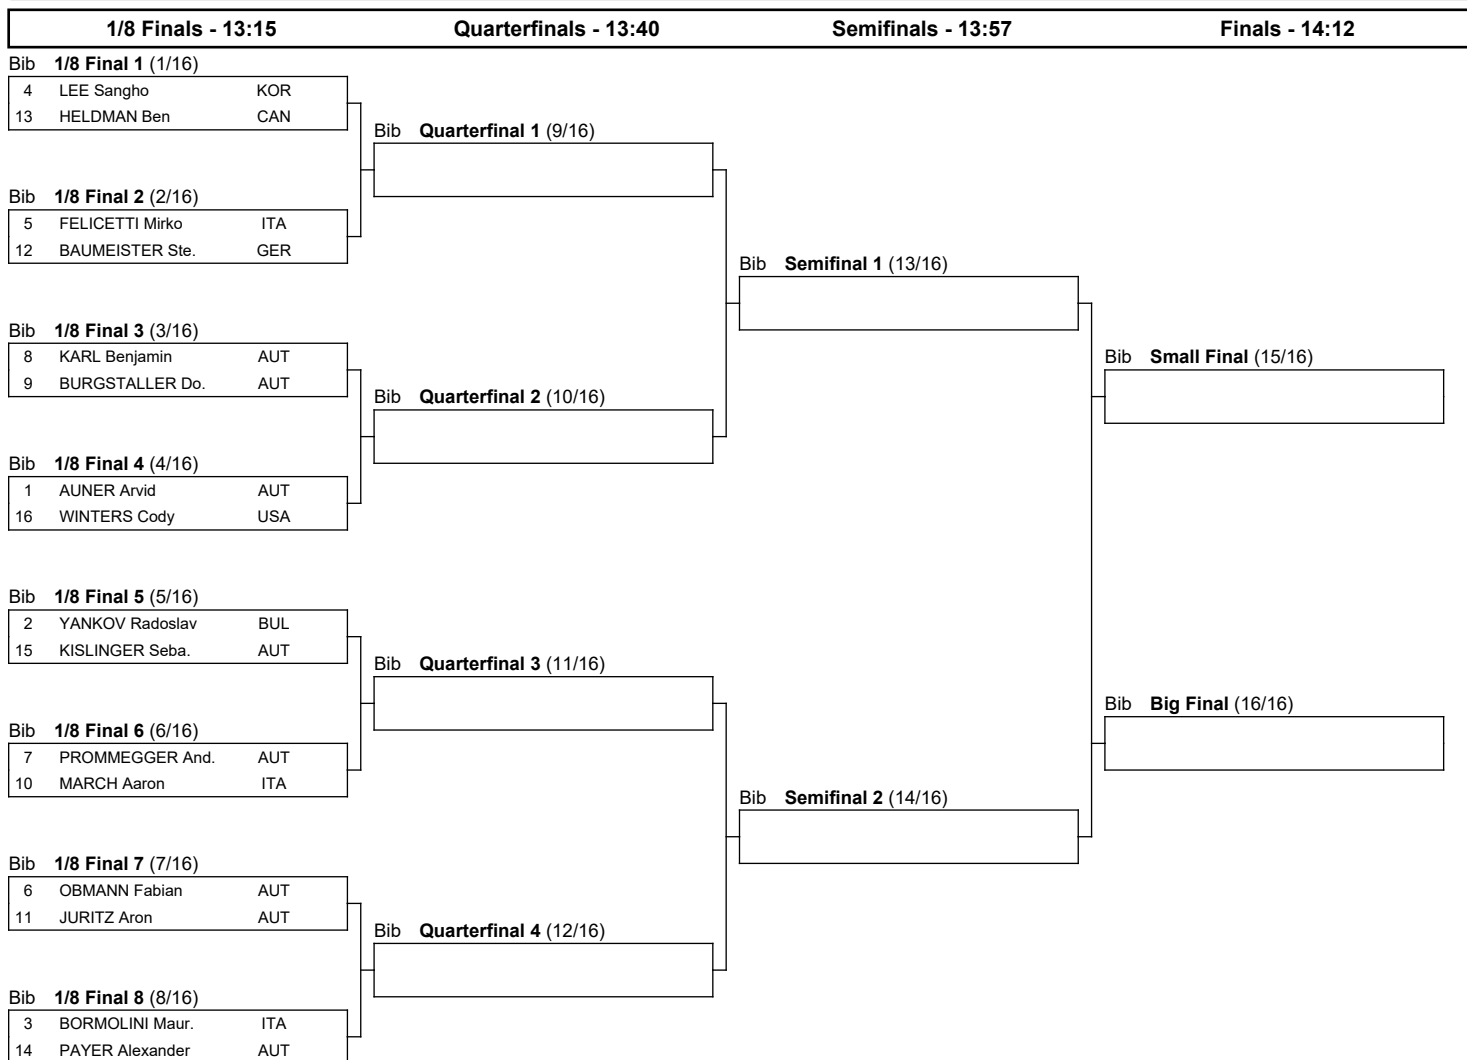 1/8 Finals - 13:15 Quarterfinals - 13:40 Semifinals - 13:57 Finals - 14:12
Bib 1/8 Final 1 (1/16)
4 LEE Sangho KOR
13 HELDMAN Ben CAN
Bib Quarterfinal 1 (9/16)
Bib 1/8 Final 2 (2/16)
5 FELICETTI Mirko ITA
12 BAUMEISTER Ste. GER
Bib Semifinal 1 (13/16)
Bib 1/8 Final 3 (3/16)
8 KARL Benjamin AUT
9 BURGSTALLER Do. AUT
Bib Small Final (15/16)
Bib Quarterfinal 2 (10/16)
Bib 1/8 Final 4 (4/16)
1 AUNER Arvid AUT
16 WINTERS Cody USA
Bib 1/8 Final 5 (5/16)
2 YANKOV Radoslav BUL
15 KISLINGER Seba. AUT
Bib Quarterfinal 3 (11/16)
Bib Big Final (16/16)
Bib 1/8 Final 6 (6/16)
7 PROMMEGGER And. AUT
10 MARCH Aaron ITA
Bib Semifinal 2 (14/16)
Bib 1/8 Final 7 (7/16)
6 OBMANN Fabian AUT
11 JURITZ Aron AUT
Bib Quarterfinal 4 (12/16)
Bib 1/8 Final 8 (8/16)
3 BORMOLINI Maur. ITA
14 PAYER Alexander AUT